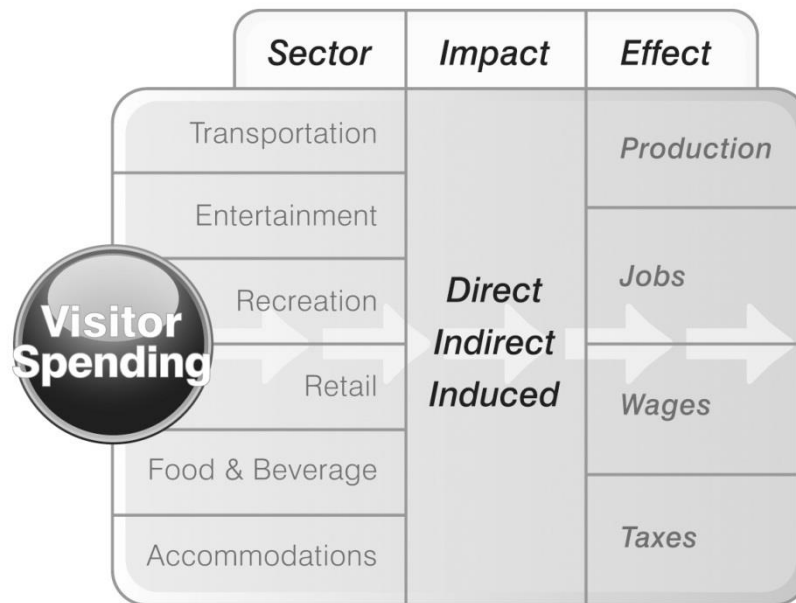 Sector
Impact
Effect
Transportation
Entertainment
Recreation
Retail
Food & Beverage
Accommodations
Visitor
Spending
Direct
Indirect
Induced
Production
Jobs
Wages
Taxes